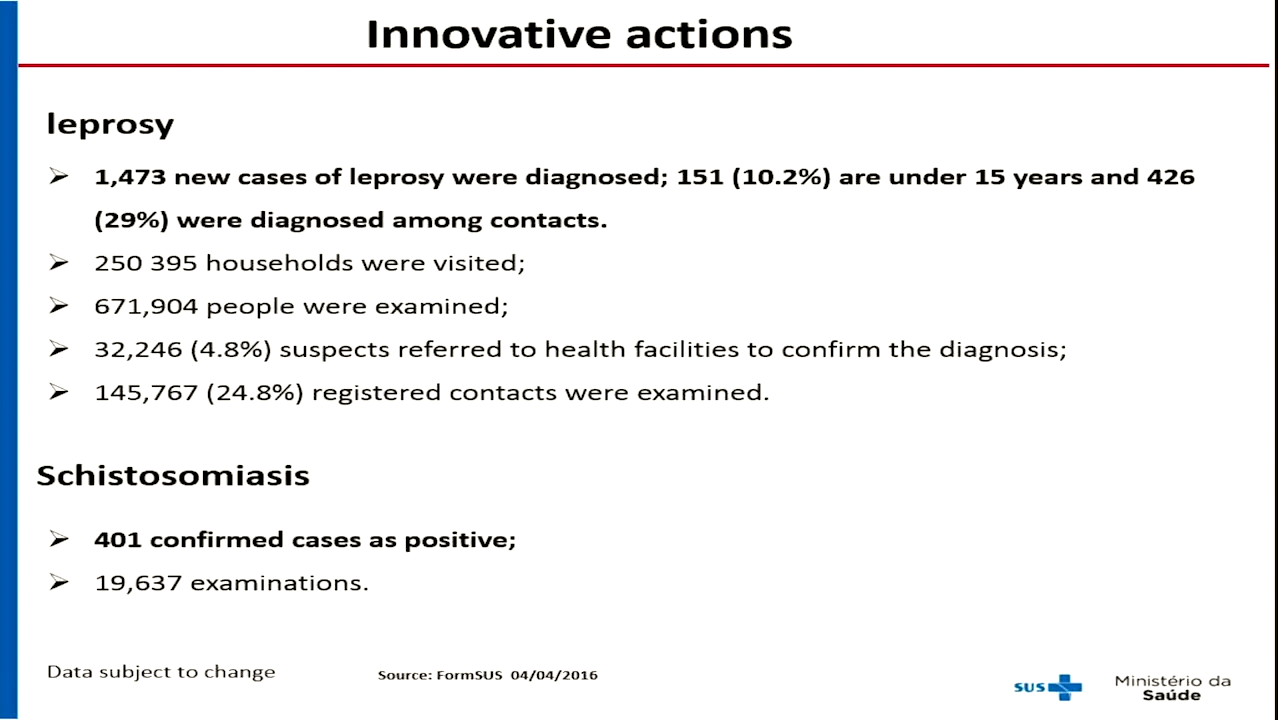 Innovative actions
leprosy
➢ 1,473 new cases of leprosy were diagnosed; 151 (10.2%) are under 15 years and 426
(29%) were diagnosed among contacts.
➢ 250 395 households were visited;
➢ 671,904 people were examined;
➢ 32,246 (4.8%) suspects referred to health facilities to confirm the diagnosis;
➢ 145,767 (24.8%) registered contacts were examined.
Schistosomiasis
➢ 401 confirmed cases as positive;
➢ 19,637 examinations.
Data subject to change
Source: FormSUS 04/04/2016
SUS
Ministério da
Saúde